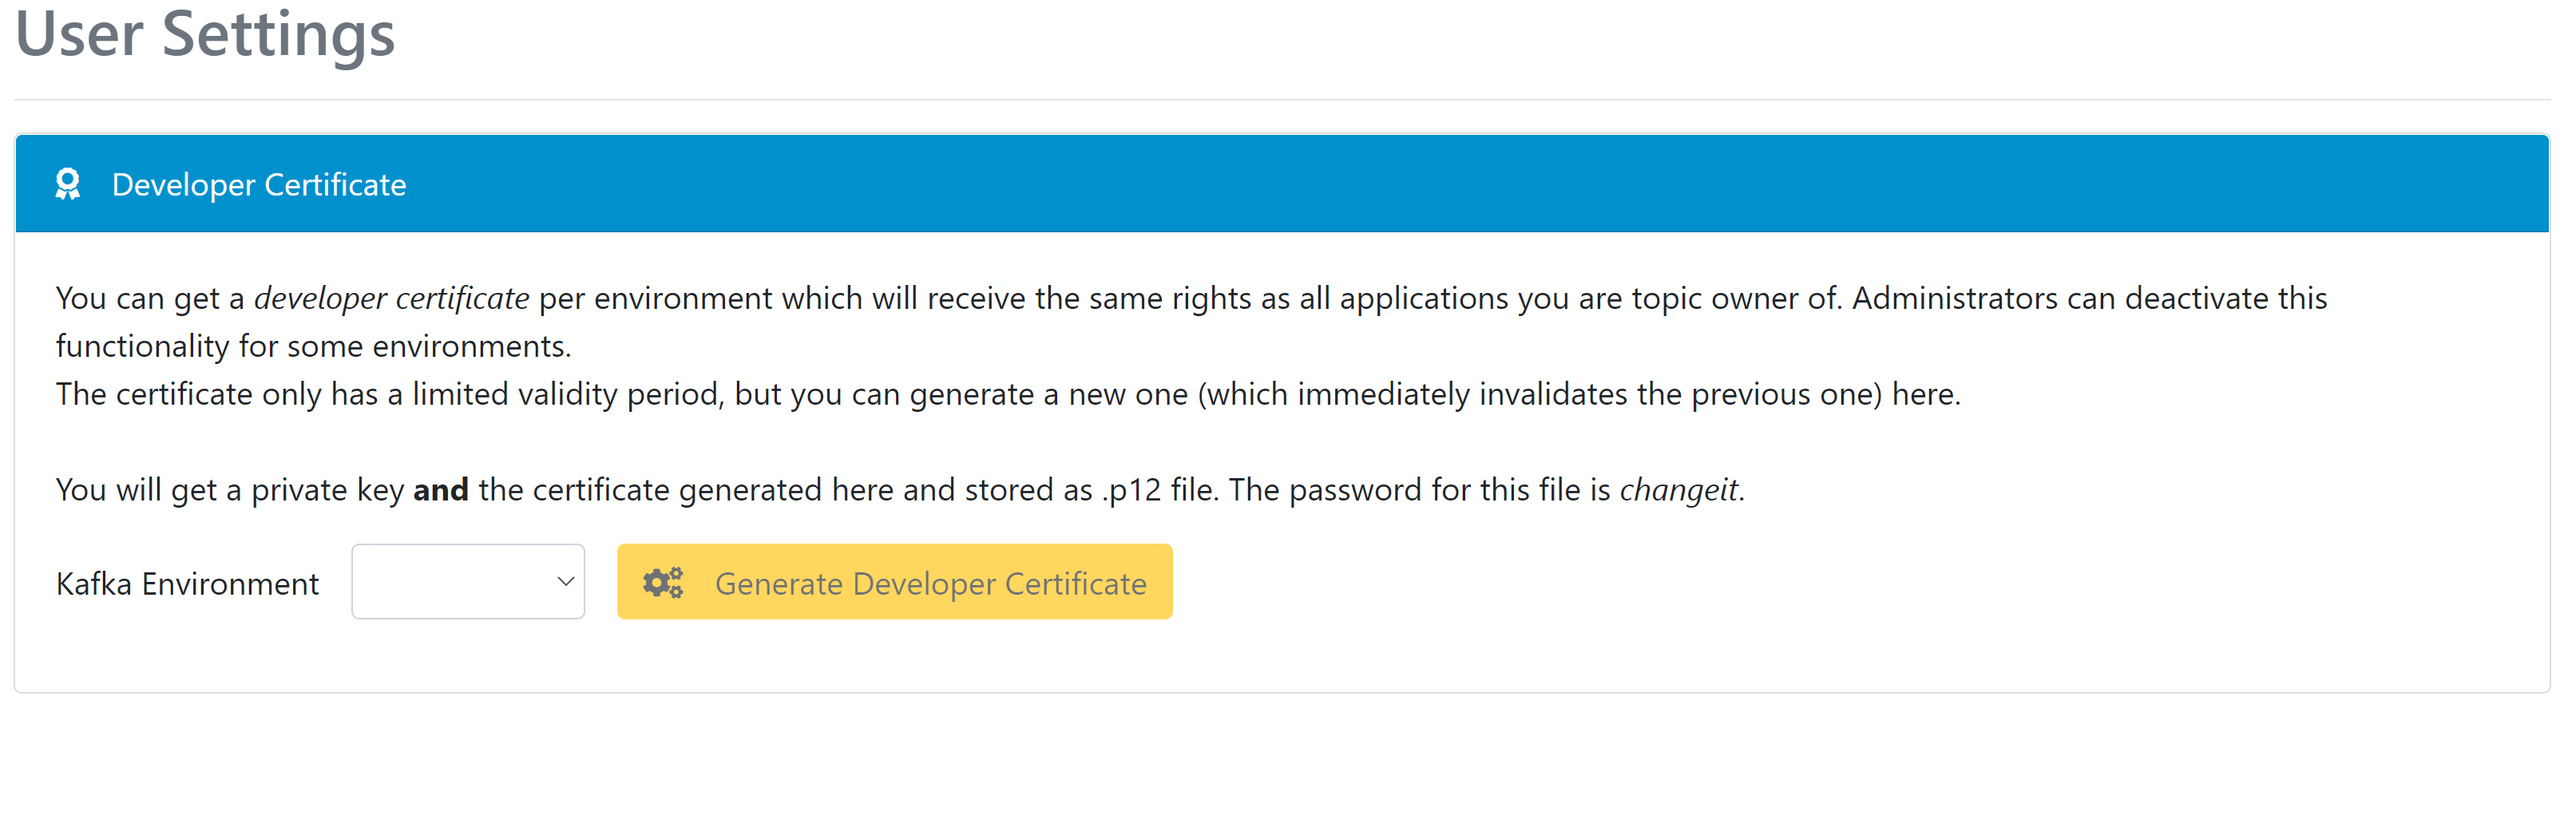 User Settings
Developer Certificate
You can get a developer certificate per environment which will receive the same rights as all applications you are topic owner of. Administrators can deactivate this
functionality for some environments.
The certificate only has a limited validity period, but you can generate a new one (which immediately invalidates the previous one) here.
You will get a private key and the certificate generated here and stored as .p12 file. The password for this file is changeit.
Kafka Environment
Generate Developer Certificate